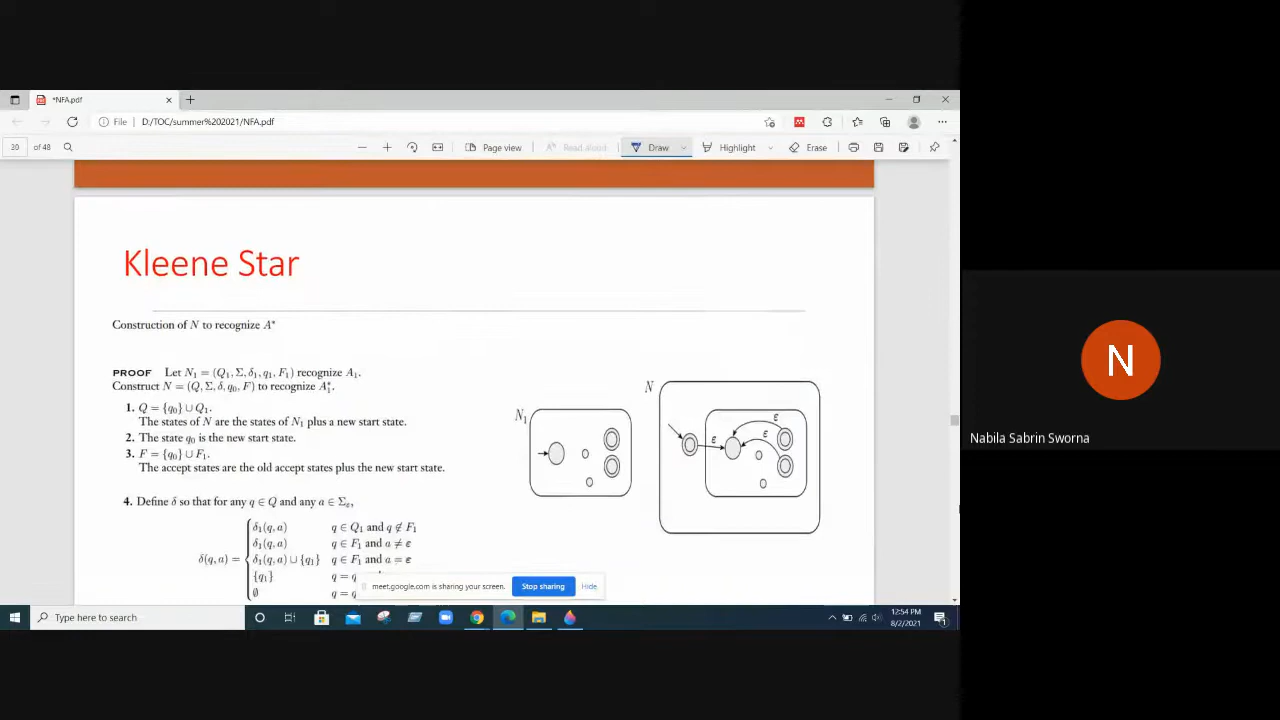 *NFA.pdf
File D:/TOC/summer%202021/NFA.pdf
30 of 48 Page view Read aloud Draw Highlight Erase
Kleene Star
Construction of N to recognize A*
PROOF Let N₁ = (Q₁, Σ, δ₁, q₁, F₁) recognize A₁.
Construct N = (Q, Σ, δ, q₀, F) to recognize A₁*.
1. Q = {q₀} ∪ Q₁.
The states of N are the states of N₁ plus a new start state.
2. The state q₀ is the new start state.
3. F = {q₀} ∪ F₁.
The accept states are the old accept states plus the new start state.
4. Define δ so that for any q ∈ Q and any a ∈ Σε,
δ(q, a) =
δ₁(q, a) q ∈ Q₁ and q ∉ F₁
δ₁(q, a) q ∈ F₁ and a ≠ ε
δ₁(q, a) ∪ {q₁} q ∈ F₁ and a = ε
{q₁} q = q
∅ q = q
N₁
N
ε
ε
ε
meet.google.com is sharing your screen. Stop sharing Hide
Type here to search
12:54 PM
8/2/2021
1
N
Nabila Sabrin Sworna